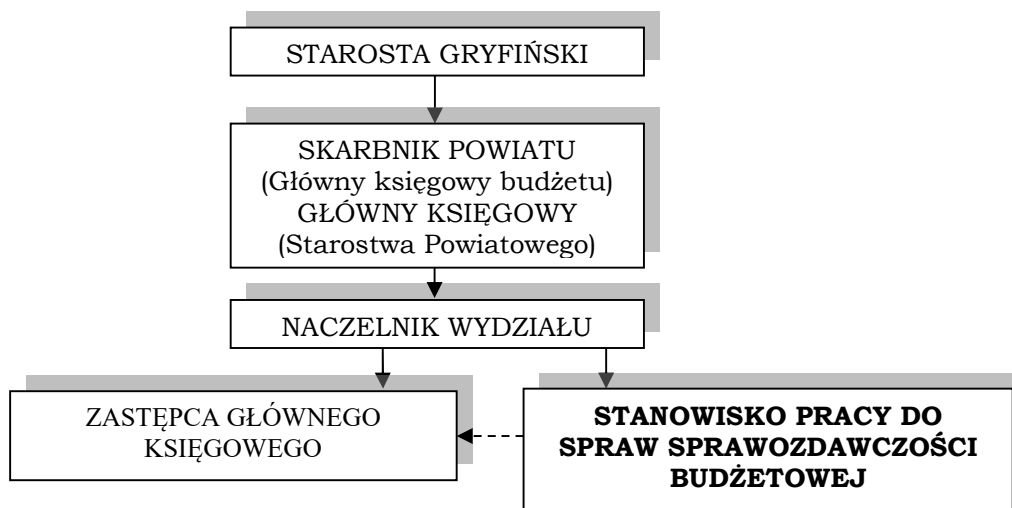 STAROSTA GRYFIŃSKI
SKARBNIK POWIATU
(Główny księgowy budżetu)
GŁÓWNY KSIĘGOWY
(Starostwa Powiatowego)
NACZELNIK WYDZIAŁU
ZASTĘPCA GŁÓWNEGO
KSIĘGOWEGO
STANOWISKO PRACY DO
SPRAW SPRAWOZDAWCZOŚCI
BUDŻETOWEJ